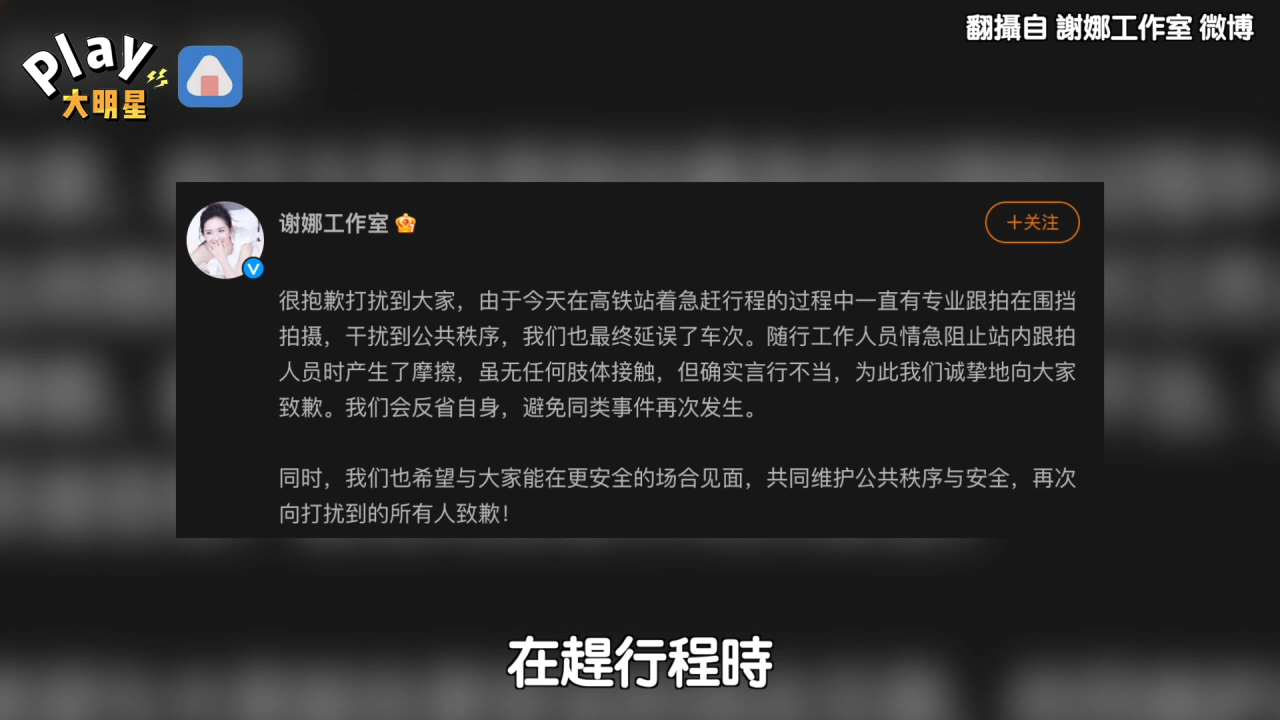 Play
大明星
翻攝自 謝娜工作室 微博
谢娜工作室
＋关注
很抱歉打扰到大家，由于今天在高铁站着急赶行程的过程中一直有专业跟拍在围挡
拍摄，干扰到公共秩序，我们也最终延误了车次。随行工作人员情急阻止站内跟拍
人员时产生了摩擦，虽无任何肢体接触，但确实言行不当，为此我们诚挚地向大家
致歉。我们会反省自身，避免同类事件再次发生。
同时，我们也希望与大家能在更安全的场合见面，共同维护公共秩序与安全，再次
向打扰到的所有人致歉！
在趕行程時